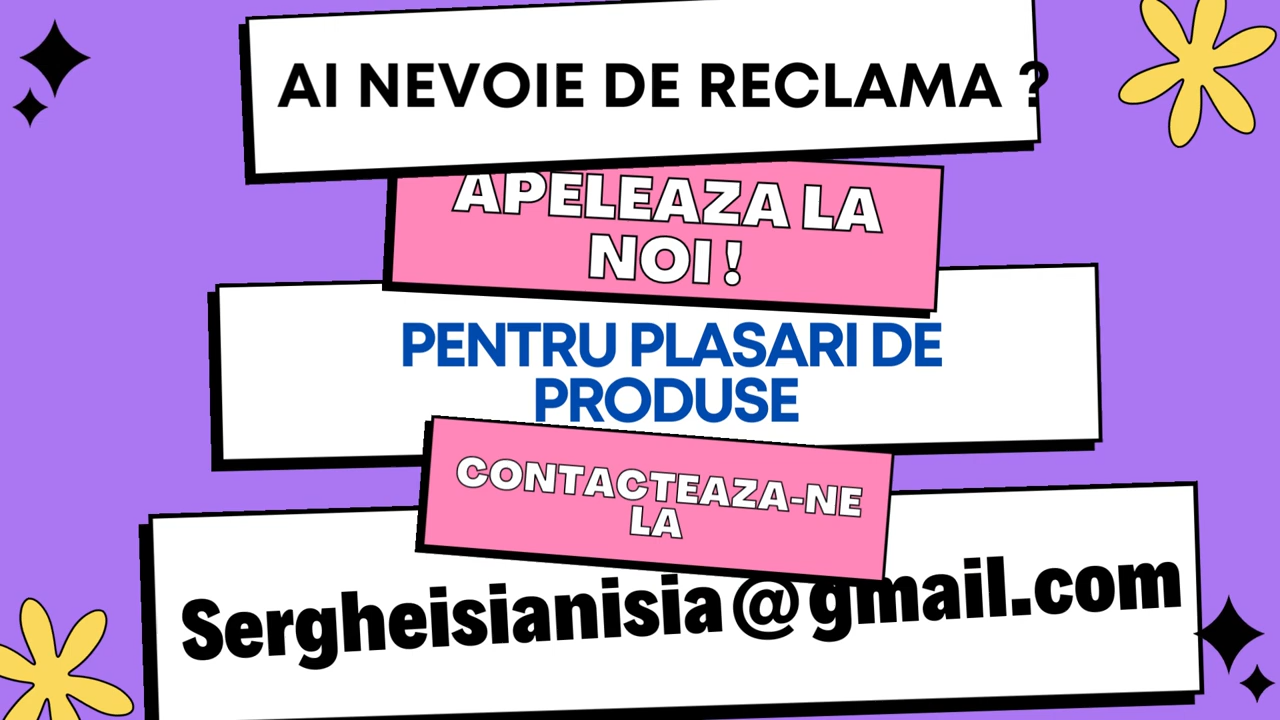 AI NEVOIE DE RECLAMA ?
APELEAZA LA
NOI !
PENTRU PLASARI DE
PRODUSE
CONTACTEAZA-NE
LA
Sergheisianisia@gmail.com